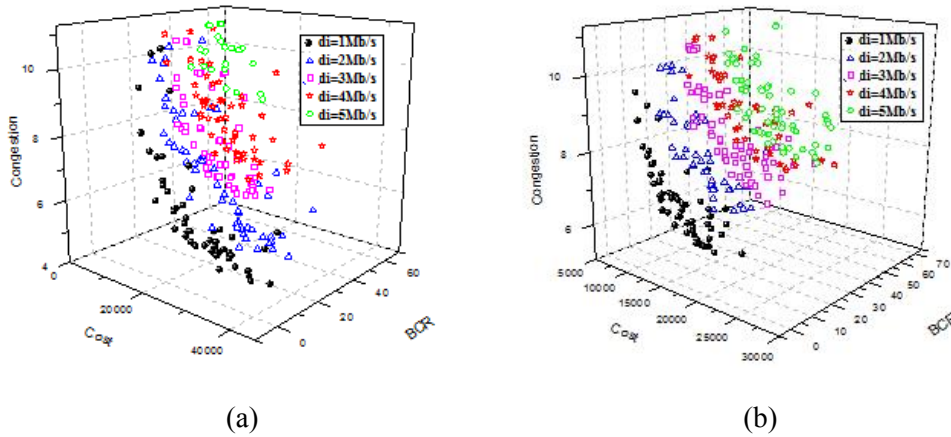 di=1Mb/s
di=2Mb/s
di=3Mb/s
di=4Mb/s
di=5Mb/s
Congestion
10
8
6
4
0
20000
40000
Cost
0
20
40
60
BCR
(a)
di=1Mb/s
di=2Mb/s
di=3Mb/s
di=4Mb/s
di=5Mb/s
Congestion
10
8
6
5000
10000
15000
20000
25000
30000
Cost
0
10
20
30
40
50
60
70
BCR
(b)